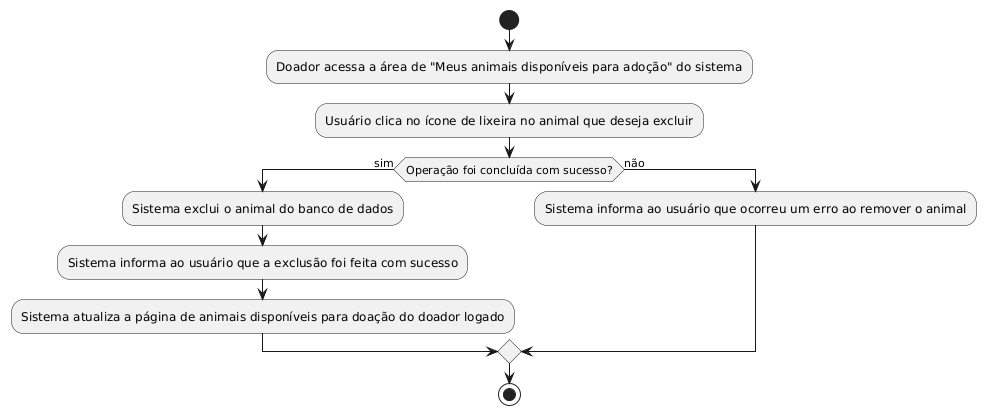 Doador acessa a área de "Meus animais disponíveis para adoção" do sistema
Usuário clica no ícone de lixeira no animal que deseja excluir
sim
Operação foi concluída com sucesso?
não
Sistema exclui o animal do banco de dados
Sistema informa ao usuário que ocorreu um erro ao remover o animal
Sistema informa ao usuário que a exclusão foi feita com sucesso
Sistema atualiza a página de animais disponíveis para doação do doador logado